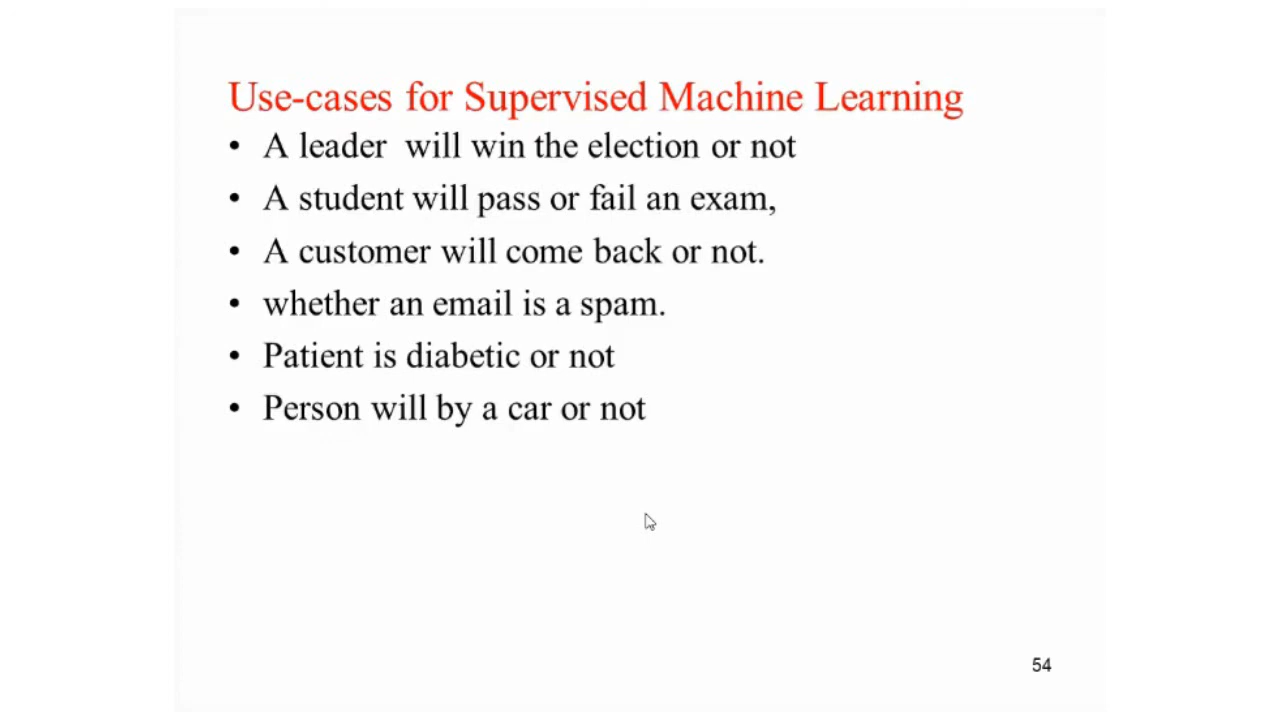 Use-cases for Supervised Machine Learning
• A leader  will win the election or not
• A student will pass or fail an exam,
• A customer will come back or not.
• whether an email is a spam.
• Patient is diabetic or not
• Person will by a car or not
54